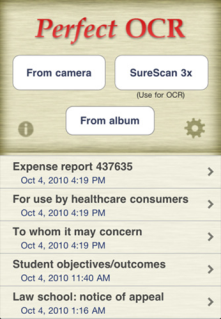 Perfect OCR
From camera
SureScan 3x
(Use for OCR)
From album
Expense report 437635
Oct 4, 2010 4:19 PM
For use by healthcare consumers
Oct 4, 2010 4:19 PM
To whom it may concern
Oct 4, 2010 4:19 PM
Student objectives/outcomes
Oct 4, 2010 11:40 AM
Law school: notice of appeal
Oct 4, 2010 1:16 AM